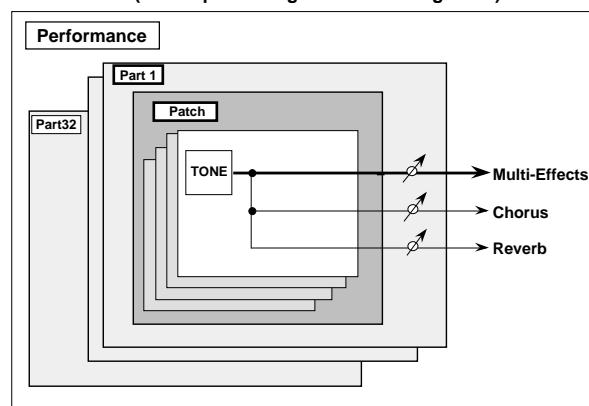 Performance
Part 1
Part32
Patch
TONE
Multi-Effects
Chorus
Reverb